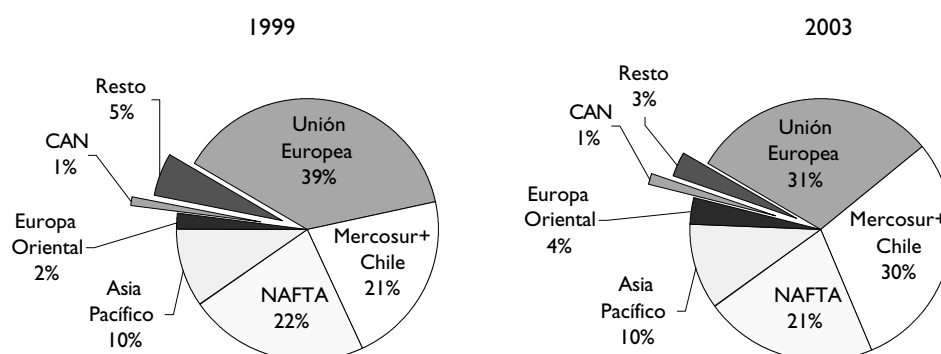 1999
Resto
5%
CAN
1%
Europa
Oriental
2%
Asia
Pacífico
10%
NAFTA
22%
Mercosur+
Chile
21%
Unión
Europea
39%
2003
Resto
3%
CAN
1%
Europa
Oriental
4%
Asia
Pacífico
10%
NAFTA
21%
Mercosur+
Chile
30%
Unión
Europea
31%